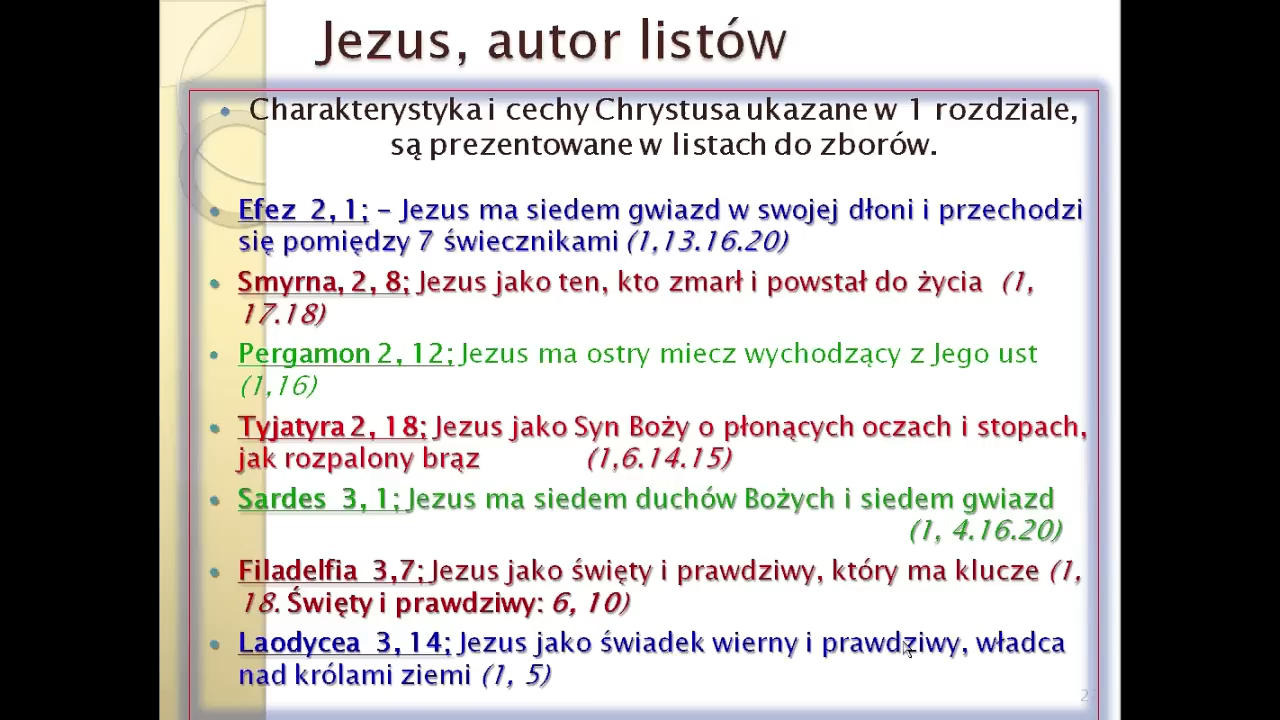 Jezus, autor listów
• Charakterystyka i cechy Chrystusa ukazane w 1 rozdziale,
są prezentowane w listach do zborów.
• Efez 2, 1; – Jezus ma siedem gwiazd w swojej dłoni i przechodzi
się pomiędzy 7 świecznikami (1,13.16.20)
• Smyrna, 2, 8; Jezus jako ten, kto zmarł i powstał do życia (1,
17.18)
• Pergamon 2, 12; Jezus ma ostry miecz wychodzący z Jego ust
(1,16)
• Tyjatyra 2, 18; Jezus jako Syn Boży o płonących oczach i stopach,
jak rozpalony brąz (1,6.14.15)
• Sardes 3, 1; Jezus ma siedem duchów Bożych i siedem gwiazd
(1, 4.16.20)
• Filadelfia 3,7; Jezus jako święty i prawdziwy, który ma klucze (1,
18. Święty i prawdziwy: 6, 10)
• Laodycea 3, 14; Jezus jako świadek wierny i prawdziwy, władca
nad królami ziemi (1, 5)